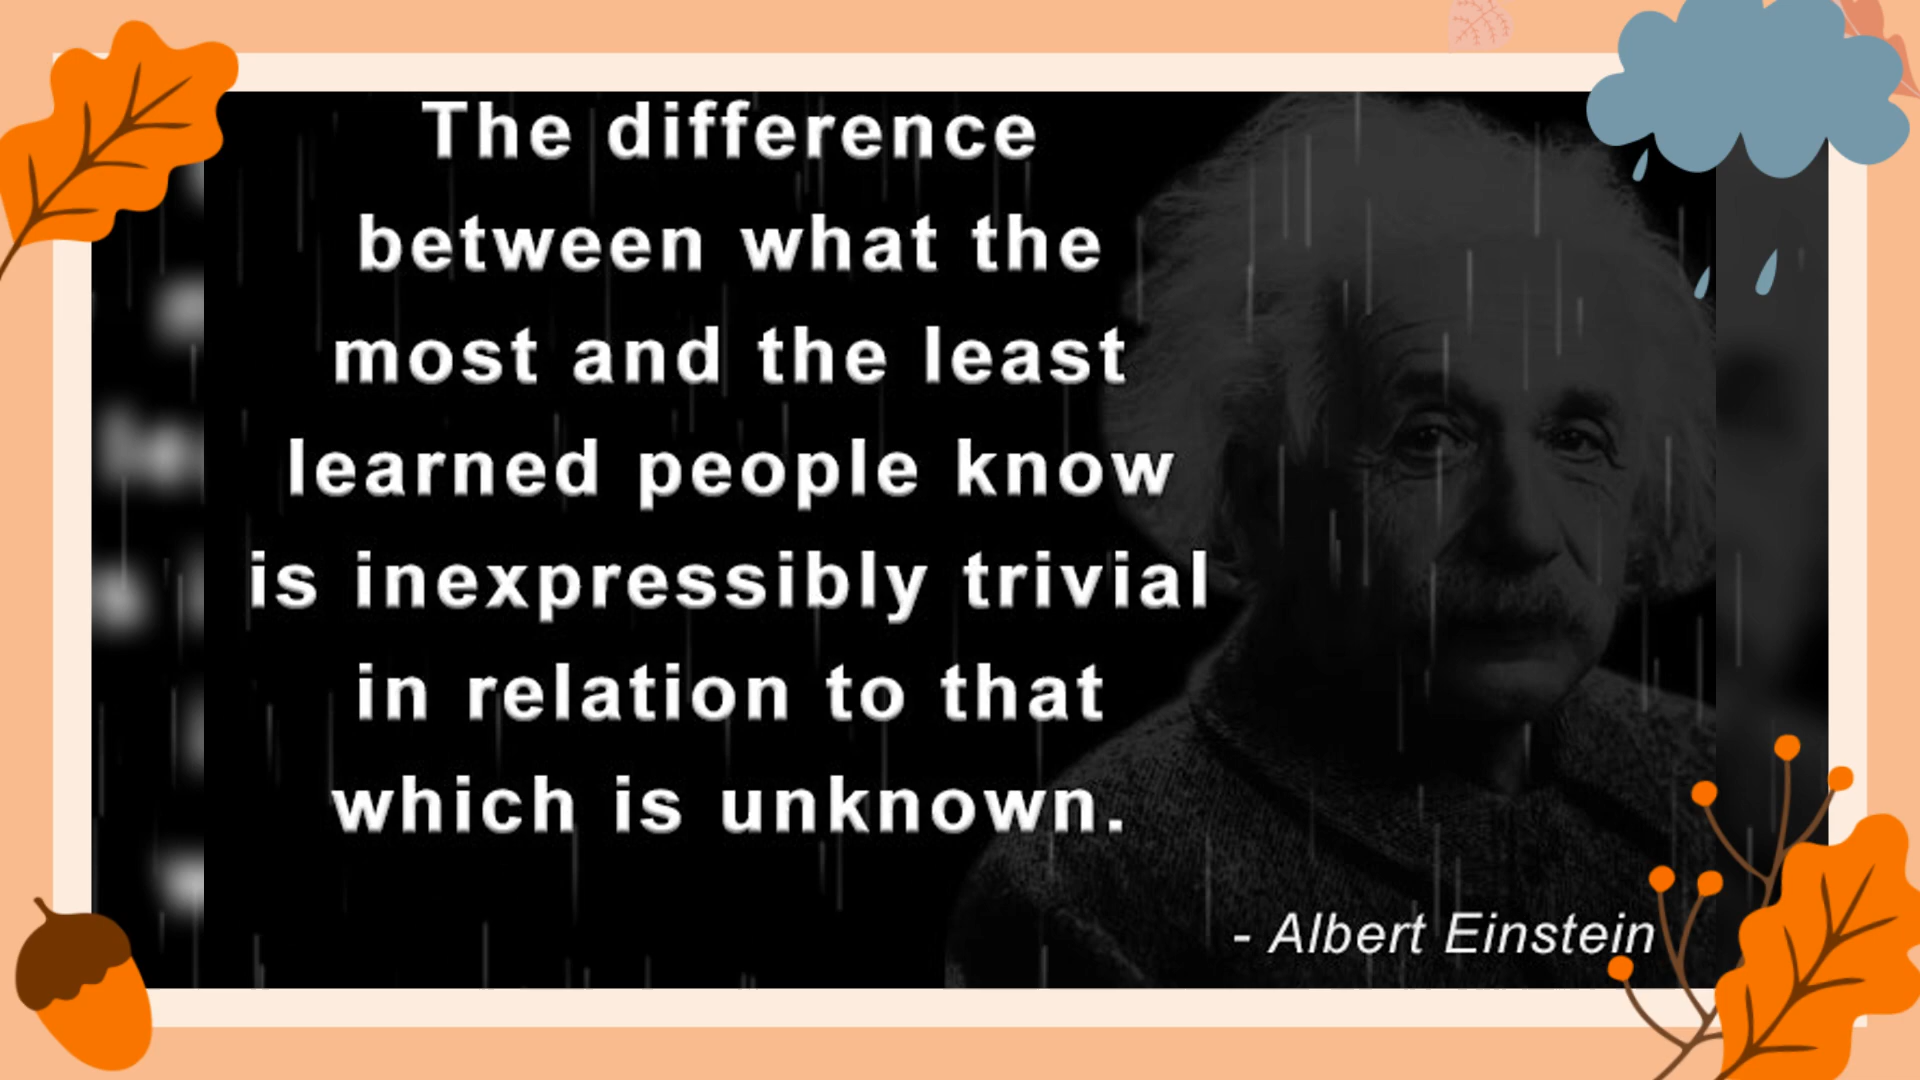 The difference
between what the
most and the least
learned people know
is inexpressibly trivial
in relation to that
which is unknown.
- Albert Einstein